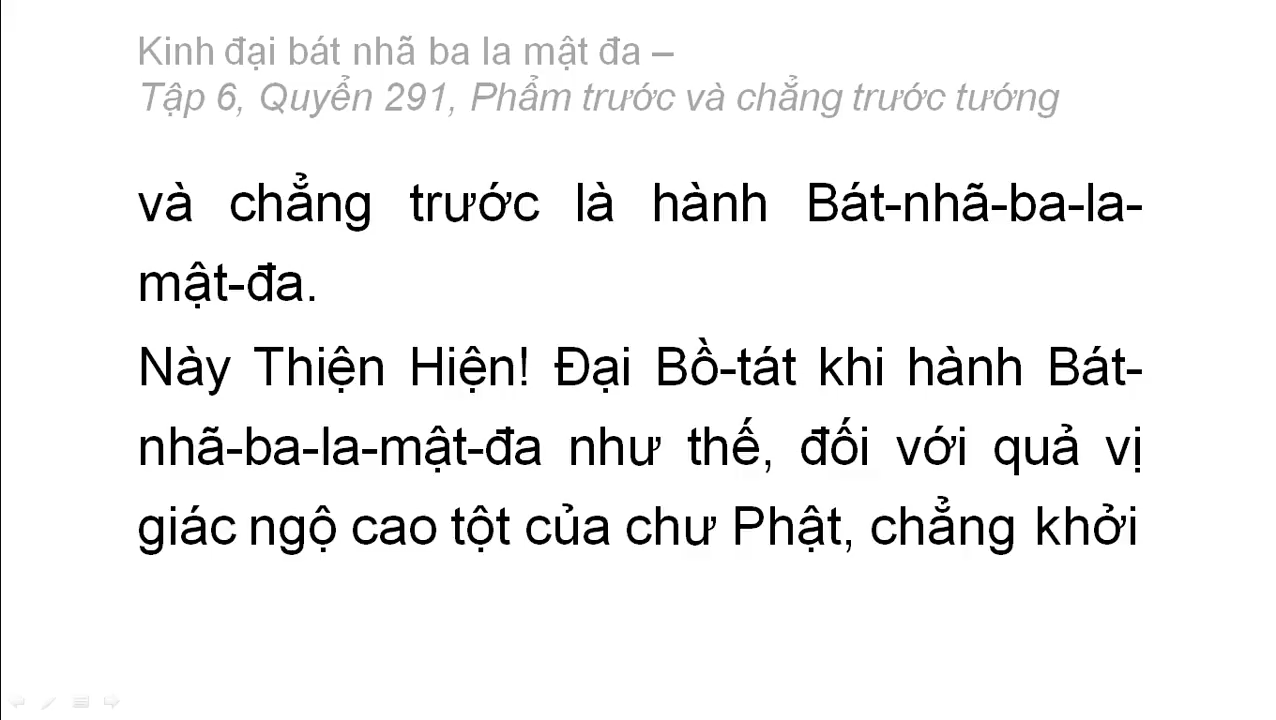 Kinh đại bát nhã ba la mật đa –
Tập 6, Quyển 291, Phẩm trước và chẳng trước tướng
và chẳng trước là hành Bát-nhã-ba-la-
mật-đa.
Này Thiện Hiện! Đại Bồ-tát khi hành Bát-
nhã-ba-la-mật-đa như thế, đối với quả vị
giác ngộ cao tột của chư Phật, chẳng khởi